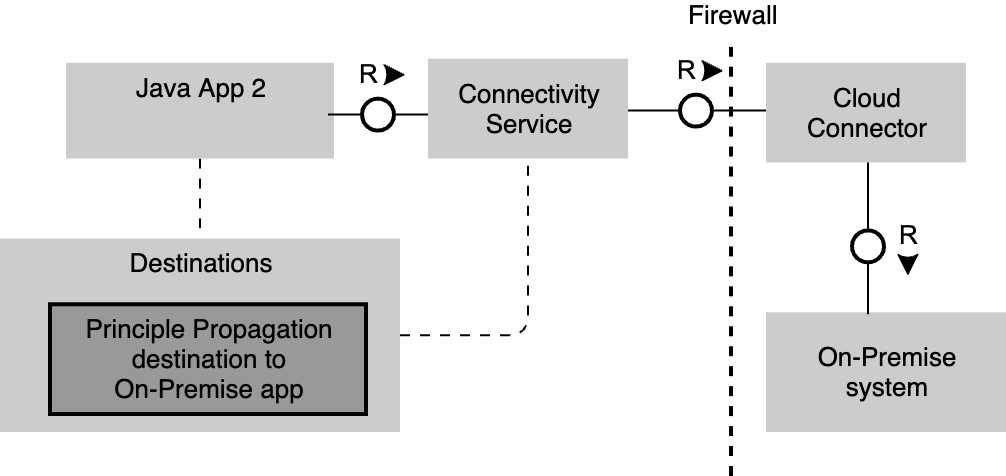 Firewall
Java App 2
R
Connectivity
Service
R
Cloud
Connector
R
Destinations
Principle Propagation
destination to
On-Premise app
On-Premise
system